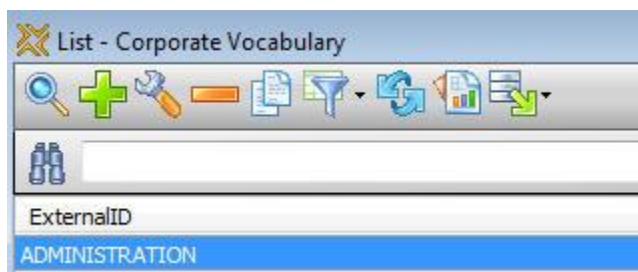 List - Corporate Vocabulary
ExternalID
ADMINISTRATION